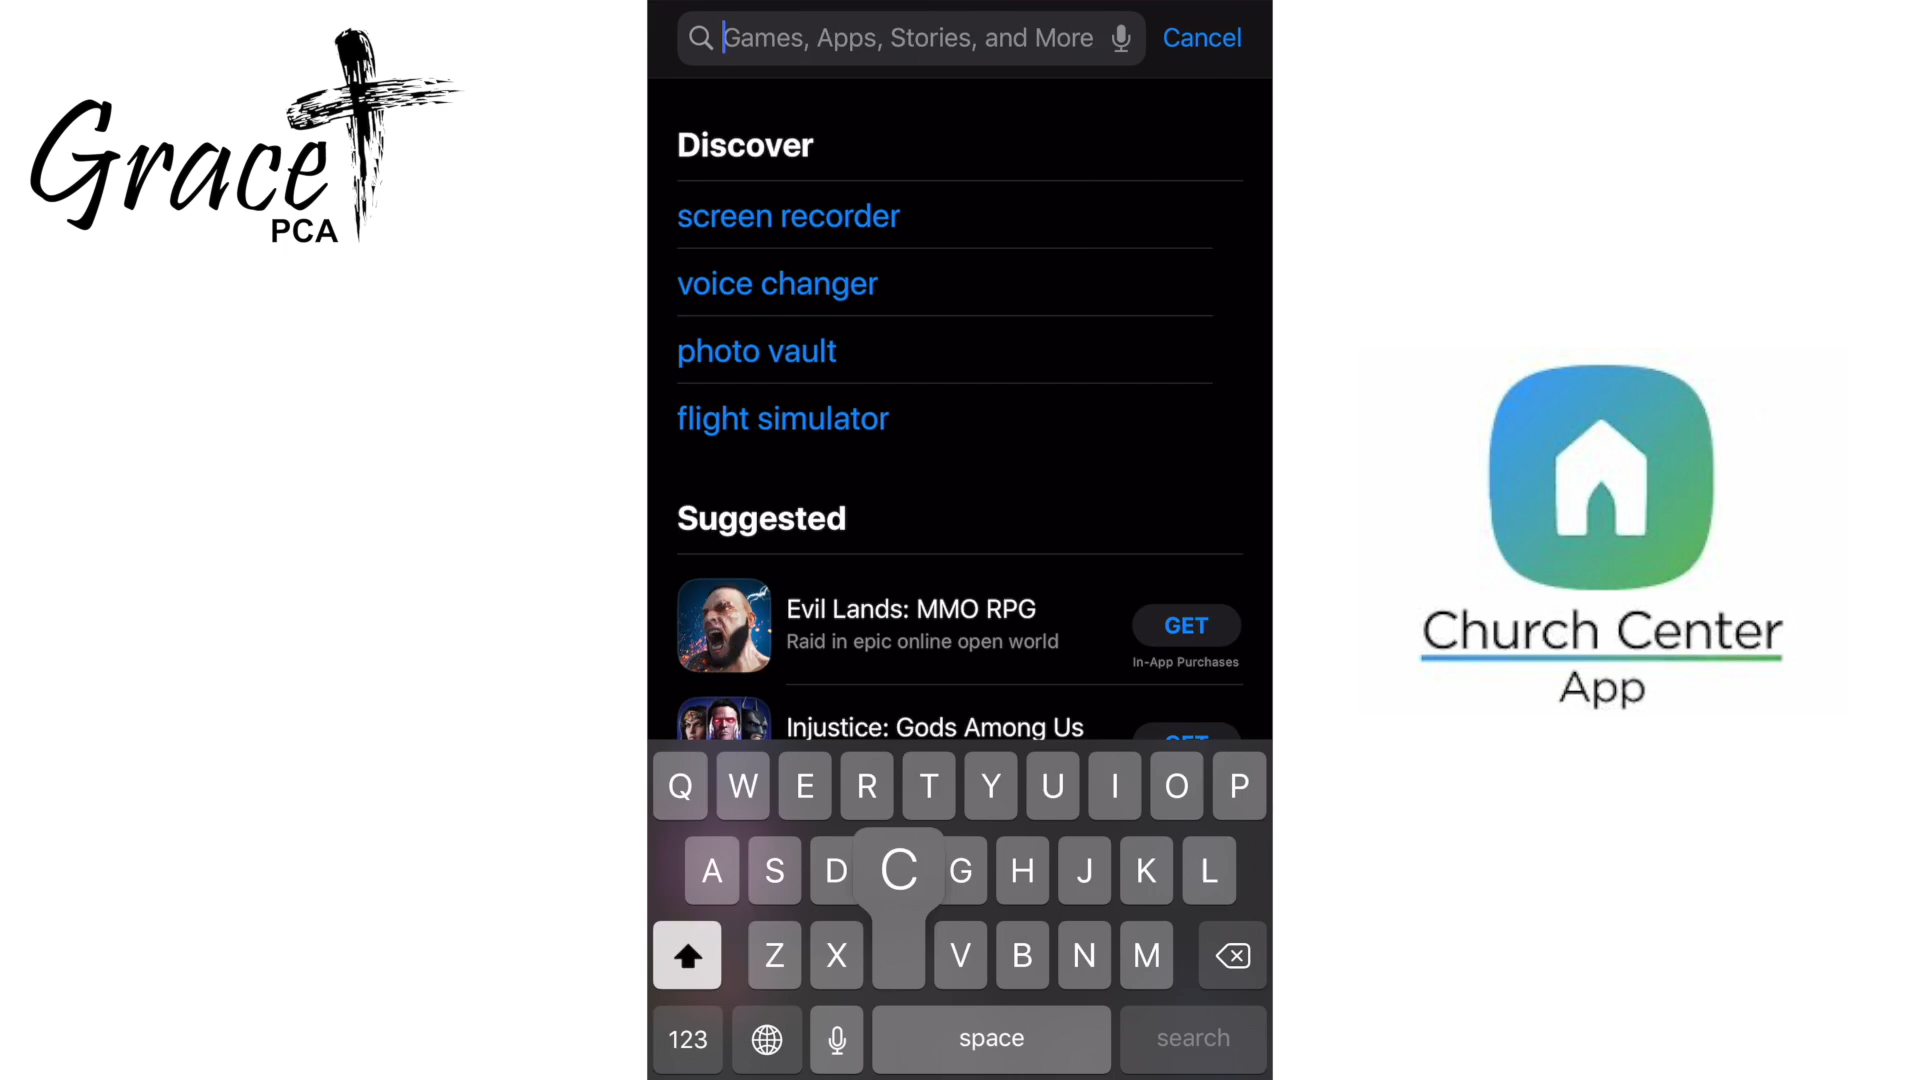 Grace
PCA
Games, Apps, Stories, and More
Cancel
Discover
screen recorder
voice changer
photo vault
flight simulator
Suggested
Evil Lands: MMO RPG
Raid in epic online open world
GET
In-App Purchases
Injustice: Gods Among Us
GET
Q W E R T Y U I O P
A S D C G H J K L
Z X V B N M
123 space search
Church Center
App